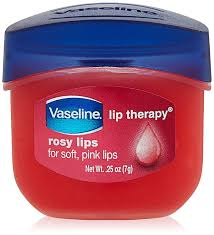 Vaseline. lip therapy®
rosy lips
for soft, pink lips
Net Wt. .25 oz (7g)